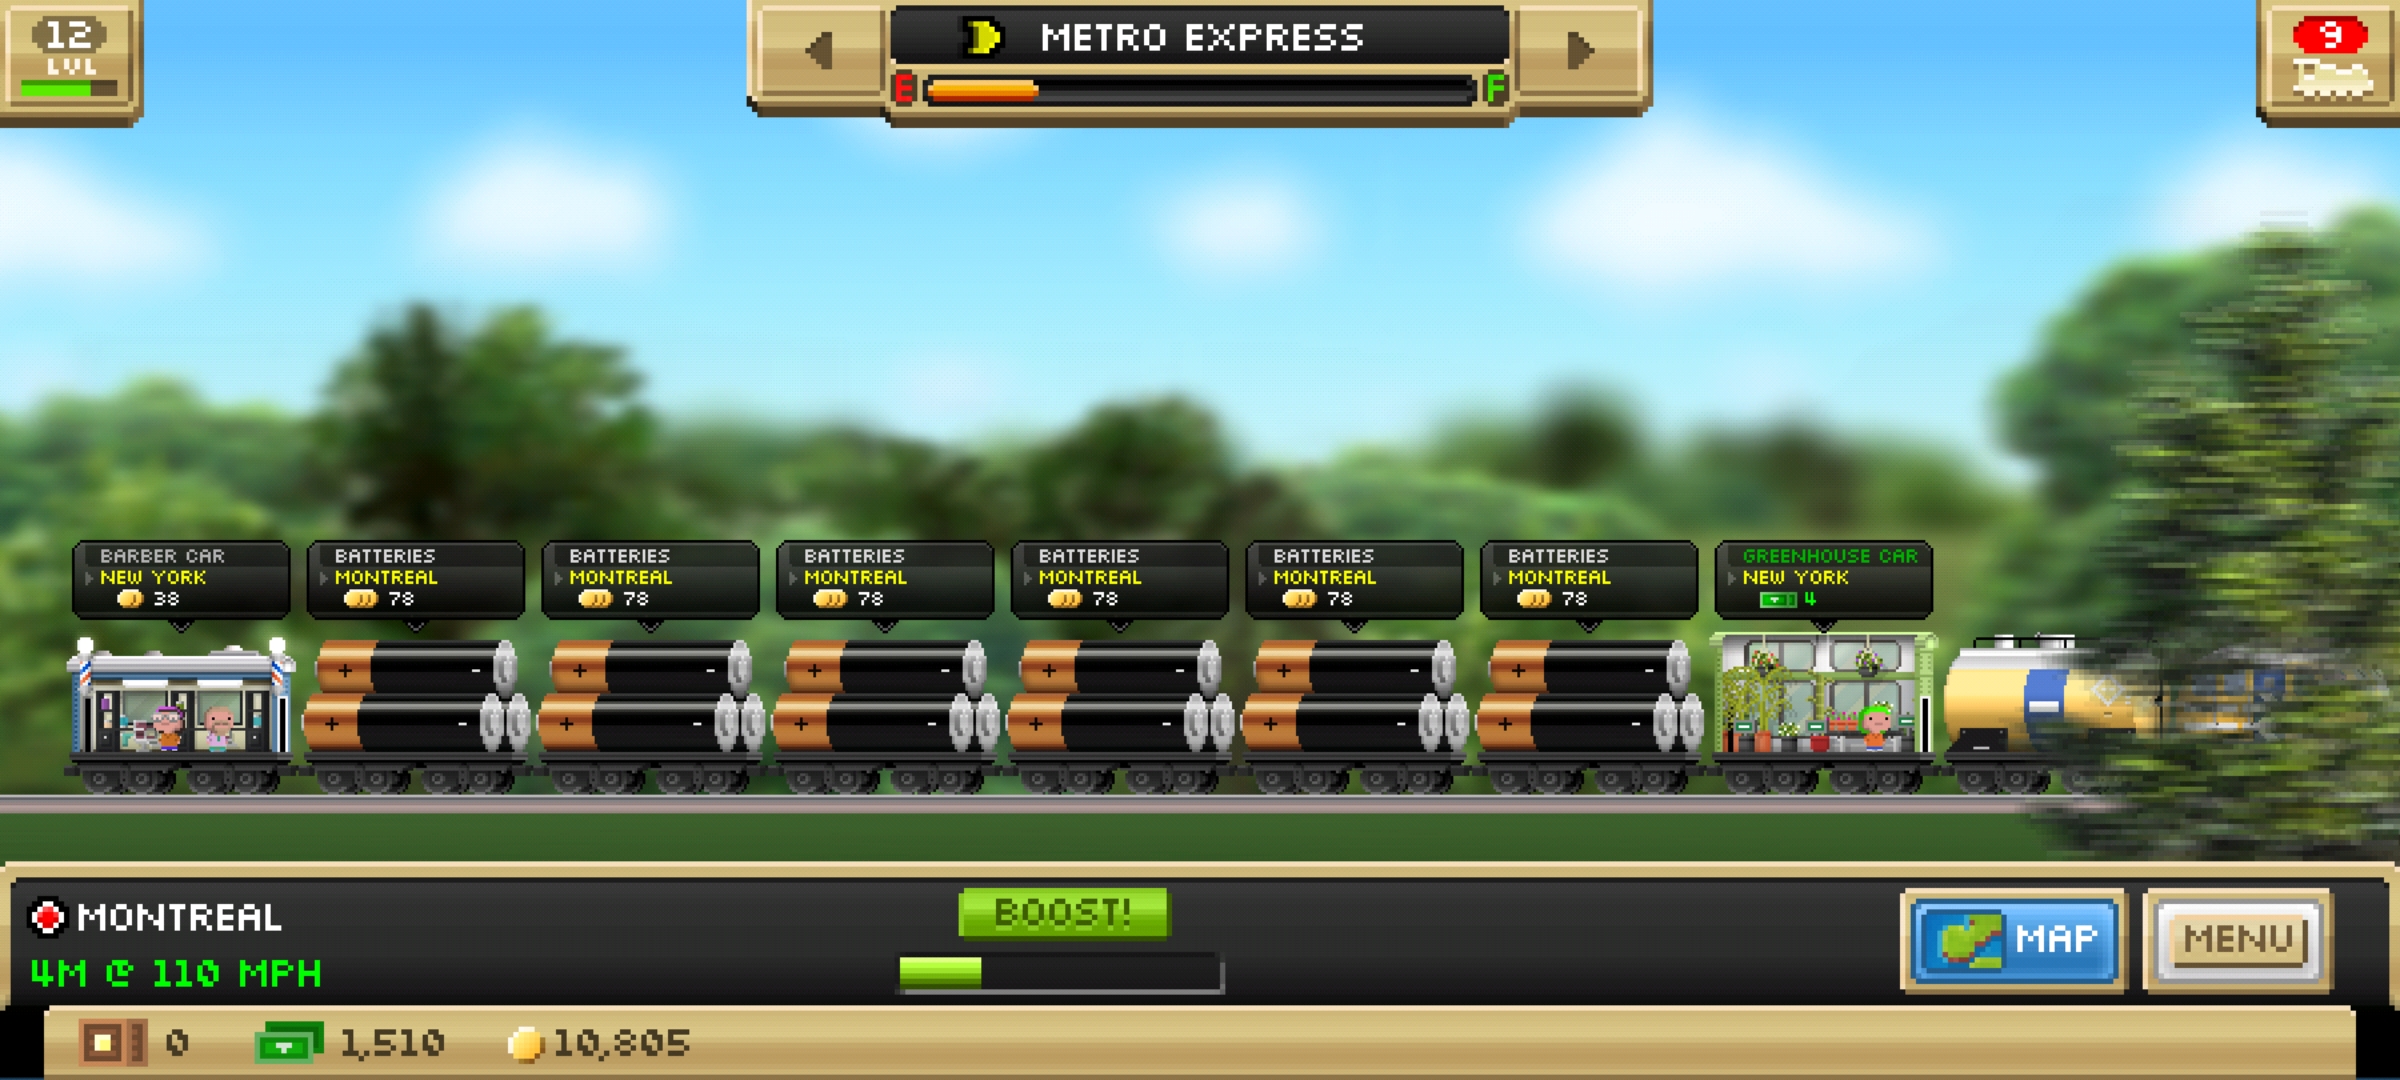 12
LVL
METRO EXPRESS
E F
9
BARBER CAR
NEW YORK
38
BATTERIES
MONTREAL
78
BATTERIES
MONTREAL
78
BATTERIES
MONTREAL
78
BATTERIES
MONTREAL
78
BATTERIES
MONTREAL
78
BATTERIES
MONTREAL
78
GREENHOUSE CAR
NEW YORK
4
MONTREAL
4M @ 110 MPH
BOOST!
MAP
MENU
0
1,510
10,805